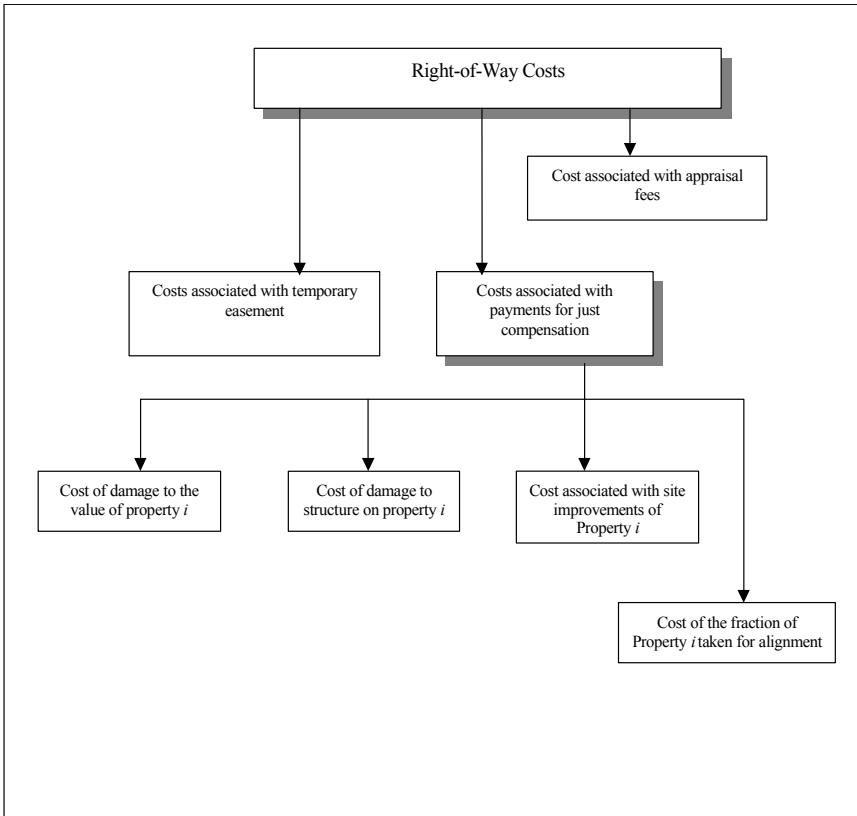 Right-of-Way Costs
Cost associated with appraisal
fees
Costs associated with temporary
easement
Costs associated with
payments for just
compensation
Cost of damage to the
value of property i
Cost of damage to
structure on property i
Cost associated with site
improvements of
Property i
Cost of the fraction of
Property i taken for alignment